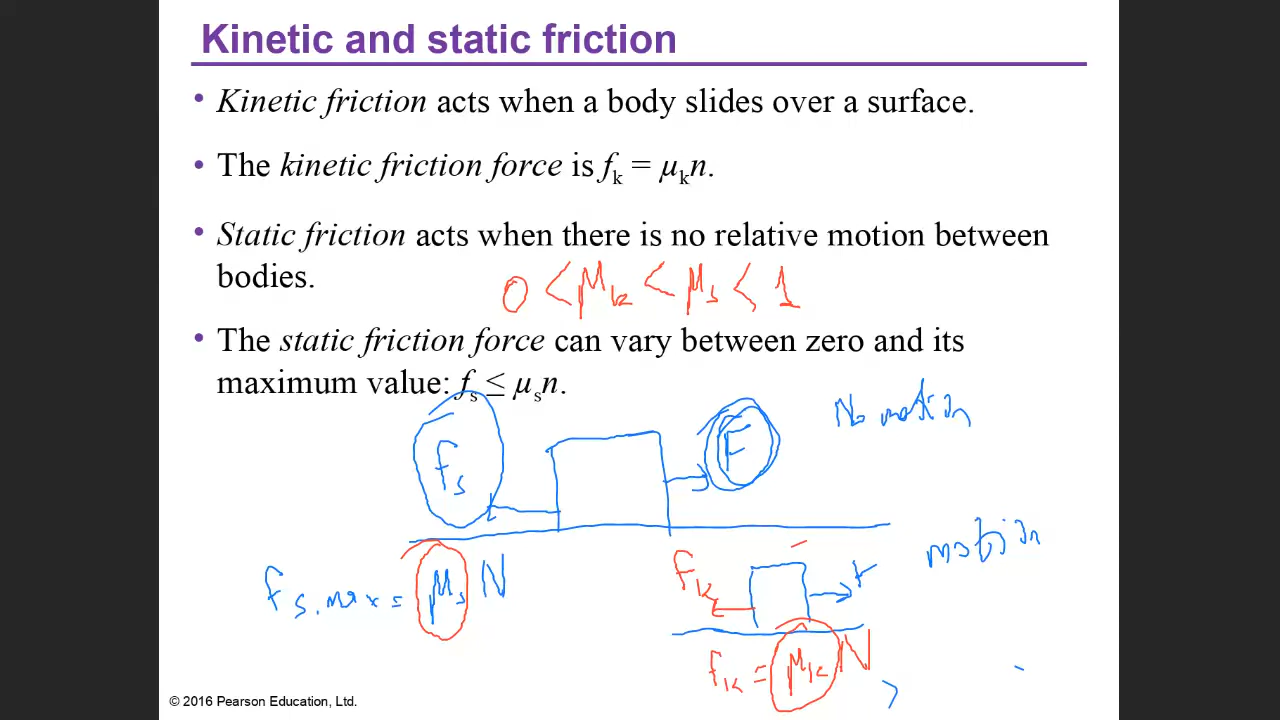 Kinetic and static friction
• Kinetic friction acts when a body slides over a surface.
• The kinetic friction force is fk = μkn.
• Static friction acts when there is no relative motion between
bodies.
0 < μk < μs < 1
• The static friction force can vary between zero and its
maximum value: fs ≤ μsn.
No motion
fs
F
motion
fk
F
fs.max = μs N
fk = μk N
© 2016 Pearson Education, Ltd.